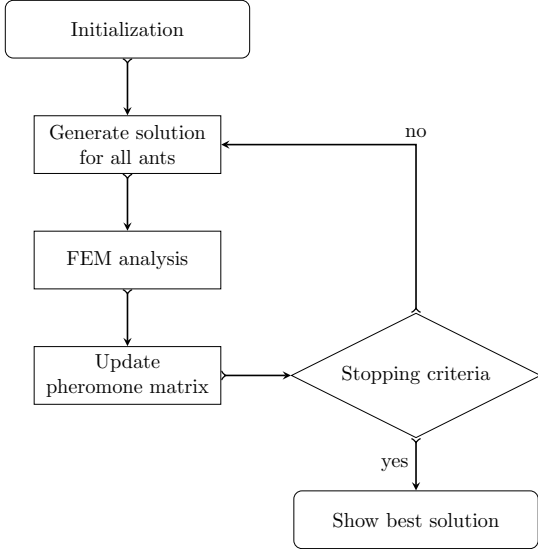 Initialization
Generate solution
for all ants
no
FEM analysis
Update
pheromone matrix
Stopping criteria
yes
Show best solution